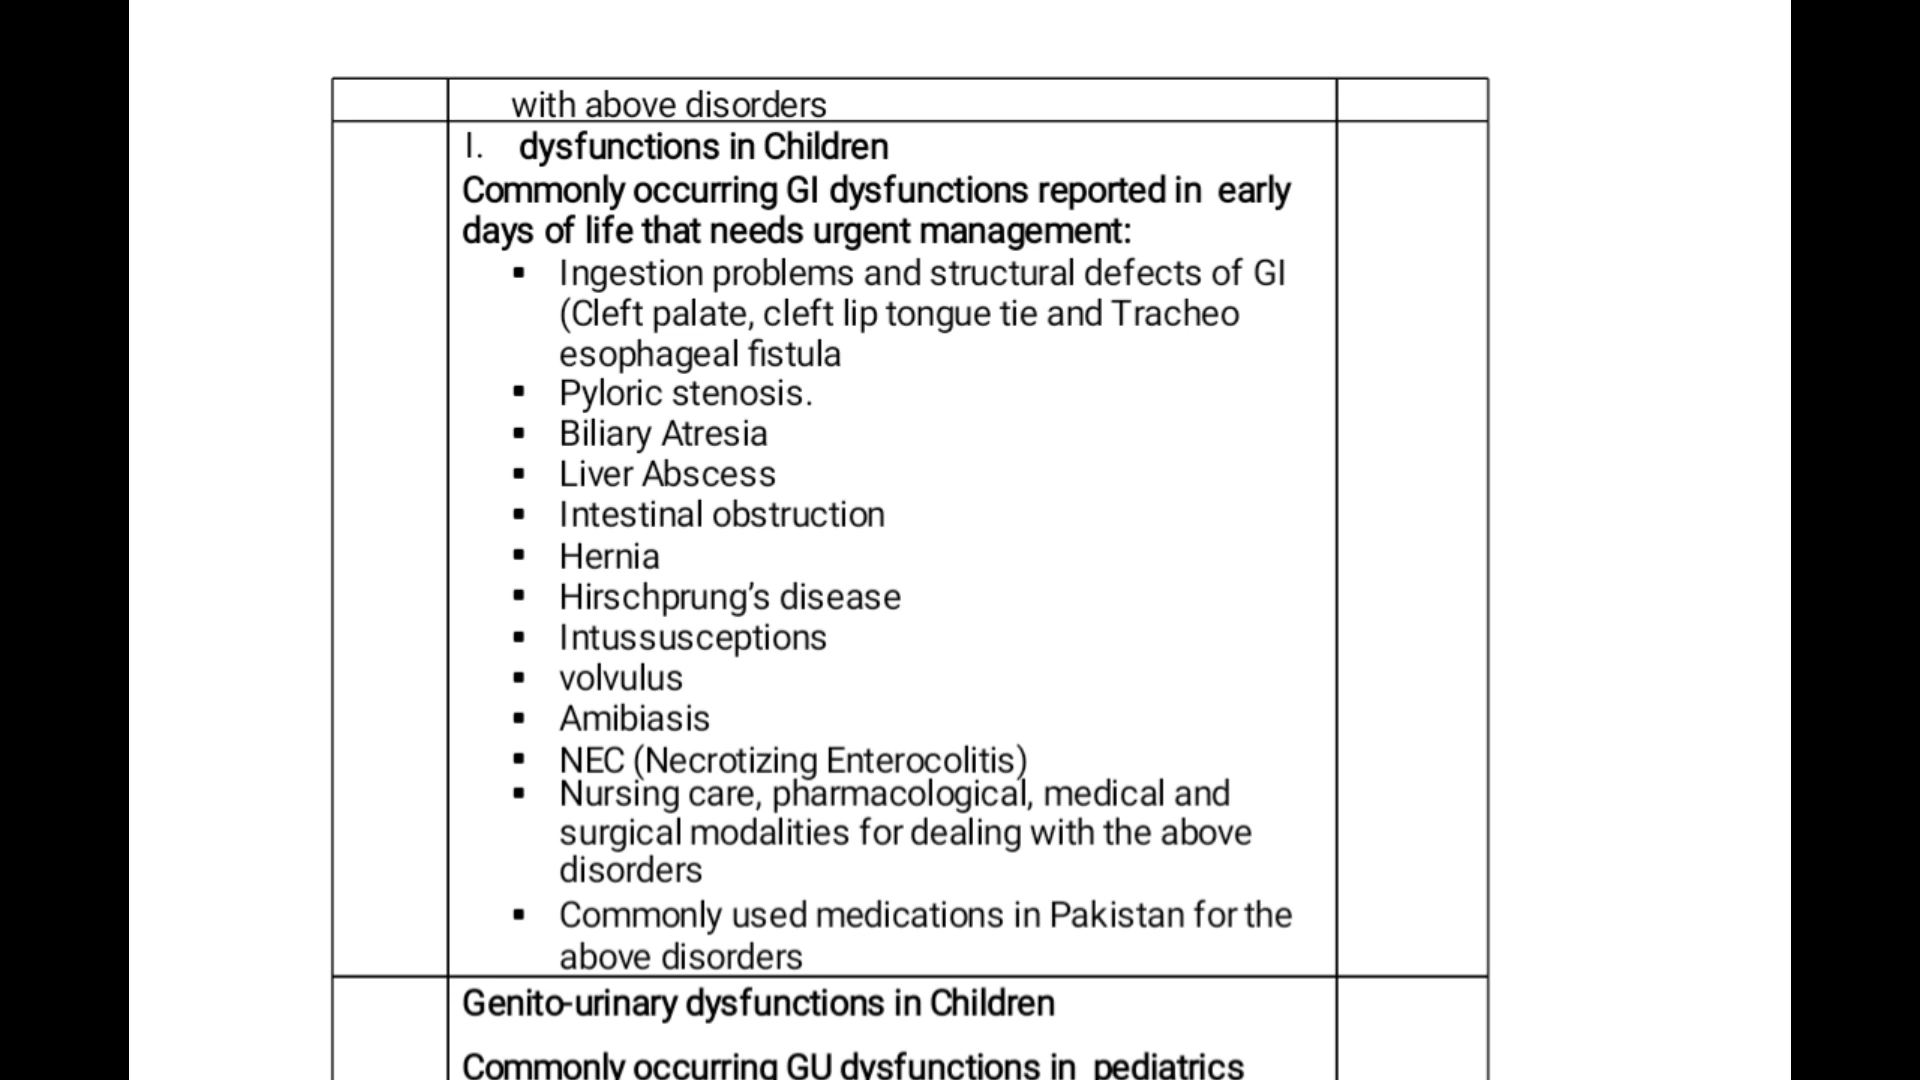 with above disorders
I. dysfunctions in Children
Commonly occurring GI dysfunctions reported in early
days of life that needs urgent management:
▪ Ingestion problems and structural defects of GI
(Cleft palate, cleft lip tongue tie and Tracheo
esophageal fistula
▪ Pyloric stenosis.
▪ Biliary Atresia
▪ Liver Abscess
▪ Intestinal obstruction
▪ Hernia
▪ Hirschprung’s disease
▪ Intussusceptions
▪ volvulus
▪ Amibiasis
▪ NEC (Necrotizing Enterocolitis)
▪ Nursing care, pharmacological, medical and
surgical modalities for dealing with the above
disorders
▪ Commonly used medications in Pakistan for the
above disorders
Genito-urinary dysfunctions in Children
Commonly occurring GU dysfunctions in pediatrics